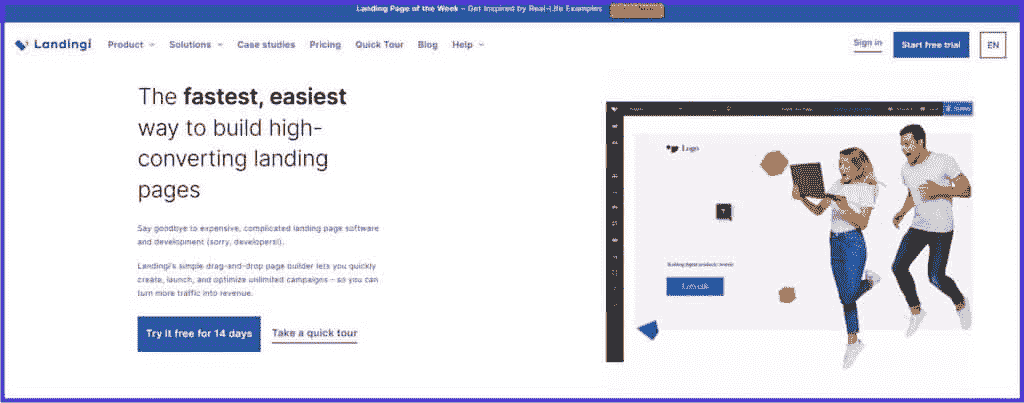 Landing Page of the Week – Get Inspired by Real-Life Examples
Landingi Product Solutions Case studies Pricing Quick Tour Blog Help Sign in Start free trial EN
The fastest, easiest
way to build high-
converting landing
pages
Say goodbye to expensive, complicated landing page software
and development (sorry, developers!).
Landingi's simple drag-and-drop page builder lets you quickly
create, launch, and optimize unlimited campaigns – so you can
turn more traffic into revenue.
Try it free for 14 days Take a quick tour
Logo
Building digital products, brands